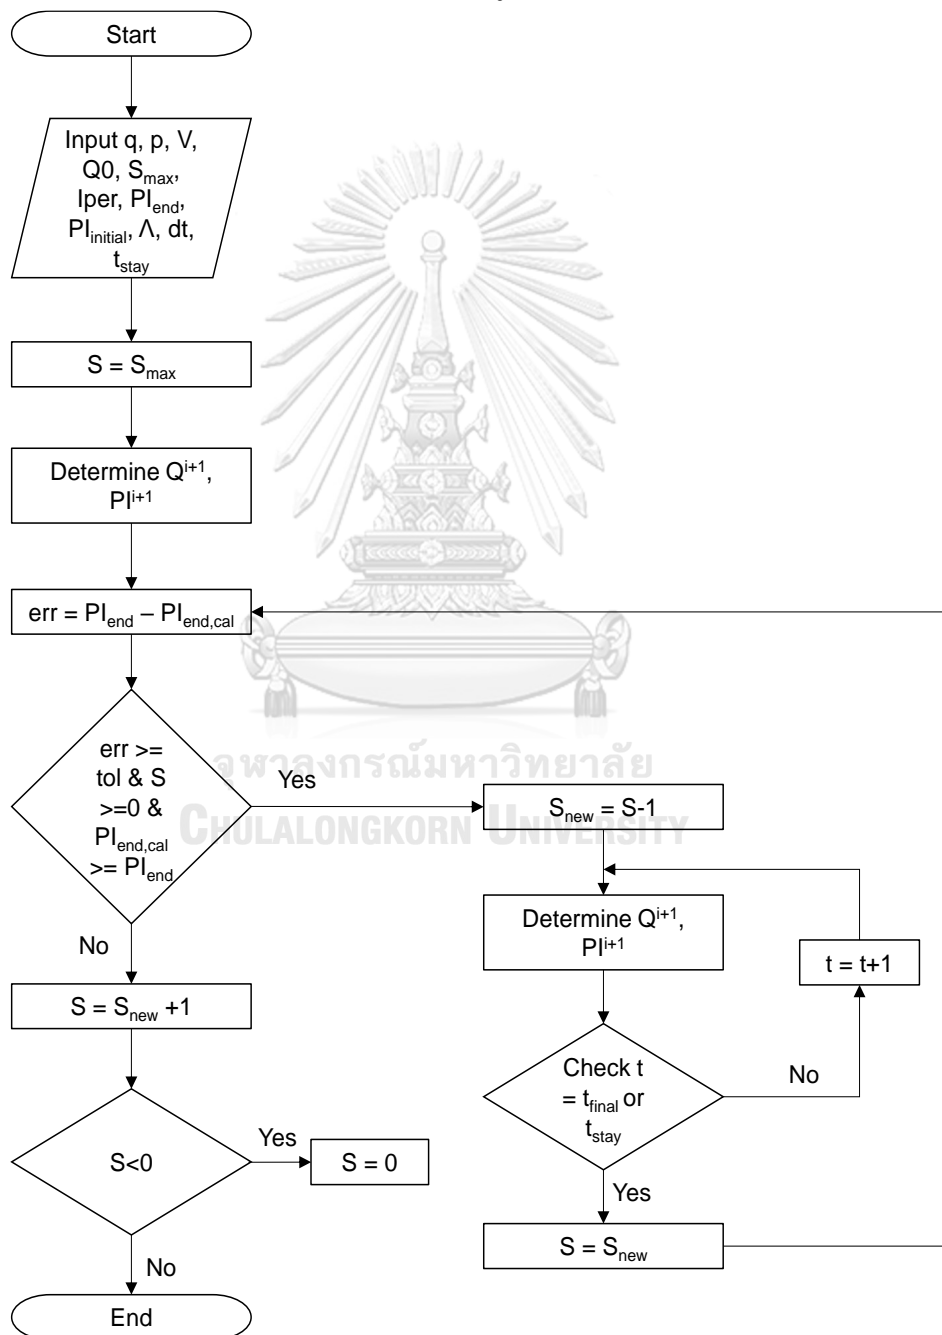 Start
Input q, p, V,
Q0, Sₘₐₓ,
Iper, PIₑₙd,
PIᵢₙᵢₜᵢₐₗ, Λ, dt,
tₛₜₐy
S = Sₘₐₓ
Determine Qⁱ⁺¹,
PIⁱ⁺¹
err = PIₑₙd – PIₑₙd,cal
err >=
tol & S
>=0 &
PIₑₙd,cal
>= PIₑₙd
Yes
No
Sₙₑw = S-1
Determine Qⁱ⁺¹,
PIⁱ⁺¹
t = t+1
Check t
= tfinal or
tₛₜₐy
No
Yes
S = Sₙₑw
S = Sₙₑw +1
S<0
Yes
S = 0
No
End
จุฬาลงกรณ์มหาวิทยาลัย
CHULALONGKORN UNIVERSITY